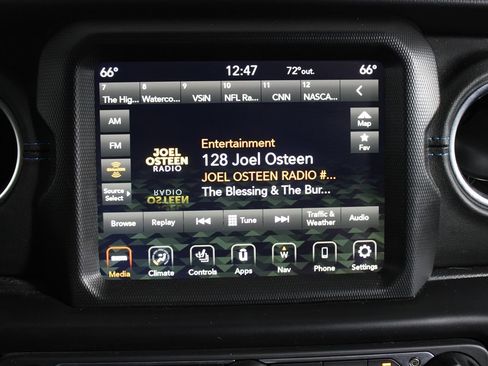 66° 12:47 72°out. 66°
7 8 9 10 11 12
The Hig... Waterco... VSiN NFL Ra... CNN NASCA...
AM
Map
FM
Fav
JOEL
OSTEEN
RADIO
Entertainment
128 Joel Osteen
JOEL OSTEEN RADIO #...
The Blessing & The Bur...
Source
Select
Browse Replay Tune Traffic &
Weather Audio
Media Climate Controls Apps Nav Phone Settings
W